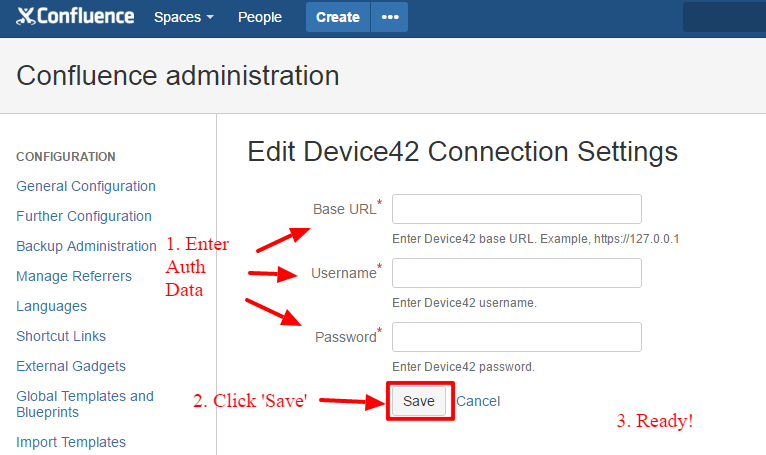 Confluence Spaces People Create •••
Confluence administration
CONFIGURATION
General Configuration
Further Configuration
Backup Administration
Manage Referrers
Languages
Shortcut Links
External Gadgets
Global Templates and
Blueprints
Import Templates
Edit Device42 Connection Settings
1. Enter
Auth
Data
Base URL*
Enter Device42 base URL. Example, https://127.0.0.1
Username*
Enter Device42 username.
Password*
Enter Device42 password.
2. Click 'Save'
Save Cancel
3. Ready!